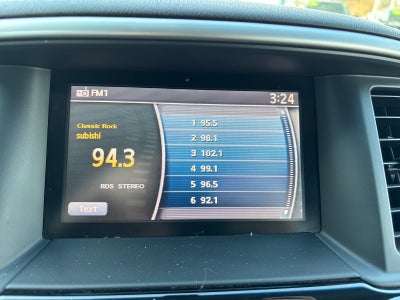 FM1
3:24
Classic Rock
subishi
94.3
RDS STEREO
Text
1 95.5
2 98.1
3 102.1
4 99.1
5 96.5
6 92.1